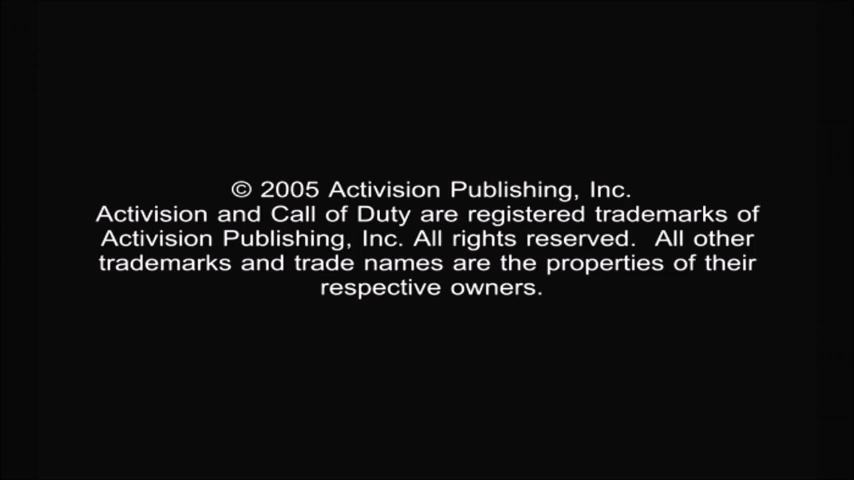 © 2005 Activision Publishing, Inc.
Activision and Call of Duty are registered trademarks of
Activision Publishing, Inc. All rights reserved.  All other
trademarks and trade names are the properties of their
respective owners.